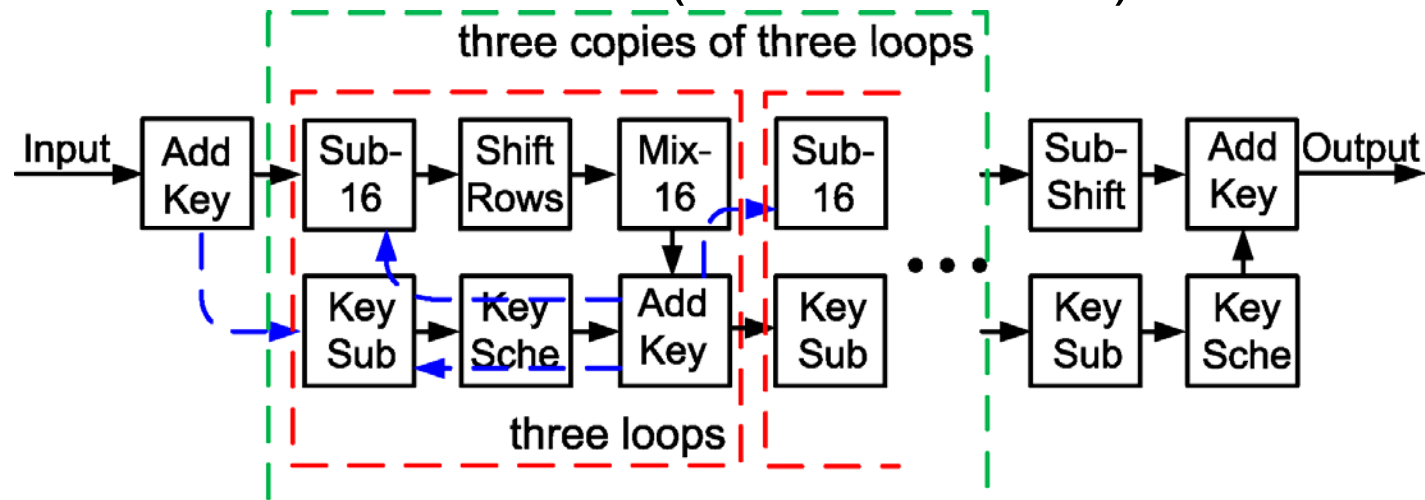 three copies of three loops
Input
Add
Key
Sub-
16
Shift
Rows
Mix-
16
Sub-
16
Sub-
Shift
Add
Key
Output
Key
Sub
Key
Sche
Add
Key
Key
Sub
Key
Sub
Key
Sche
three loops